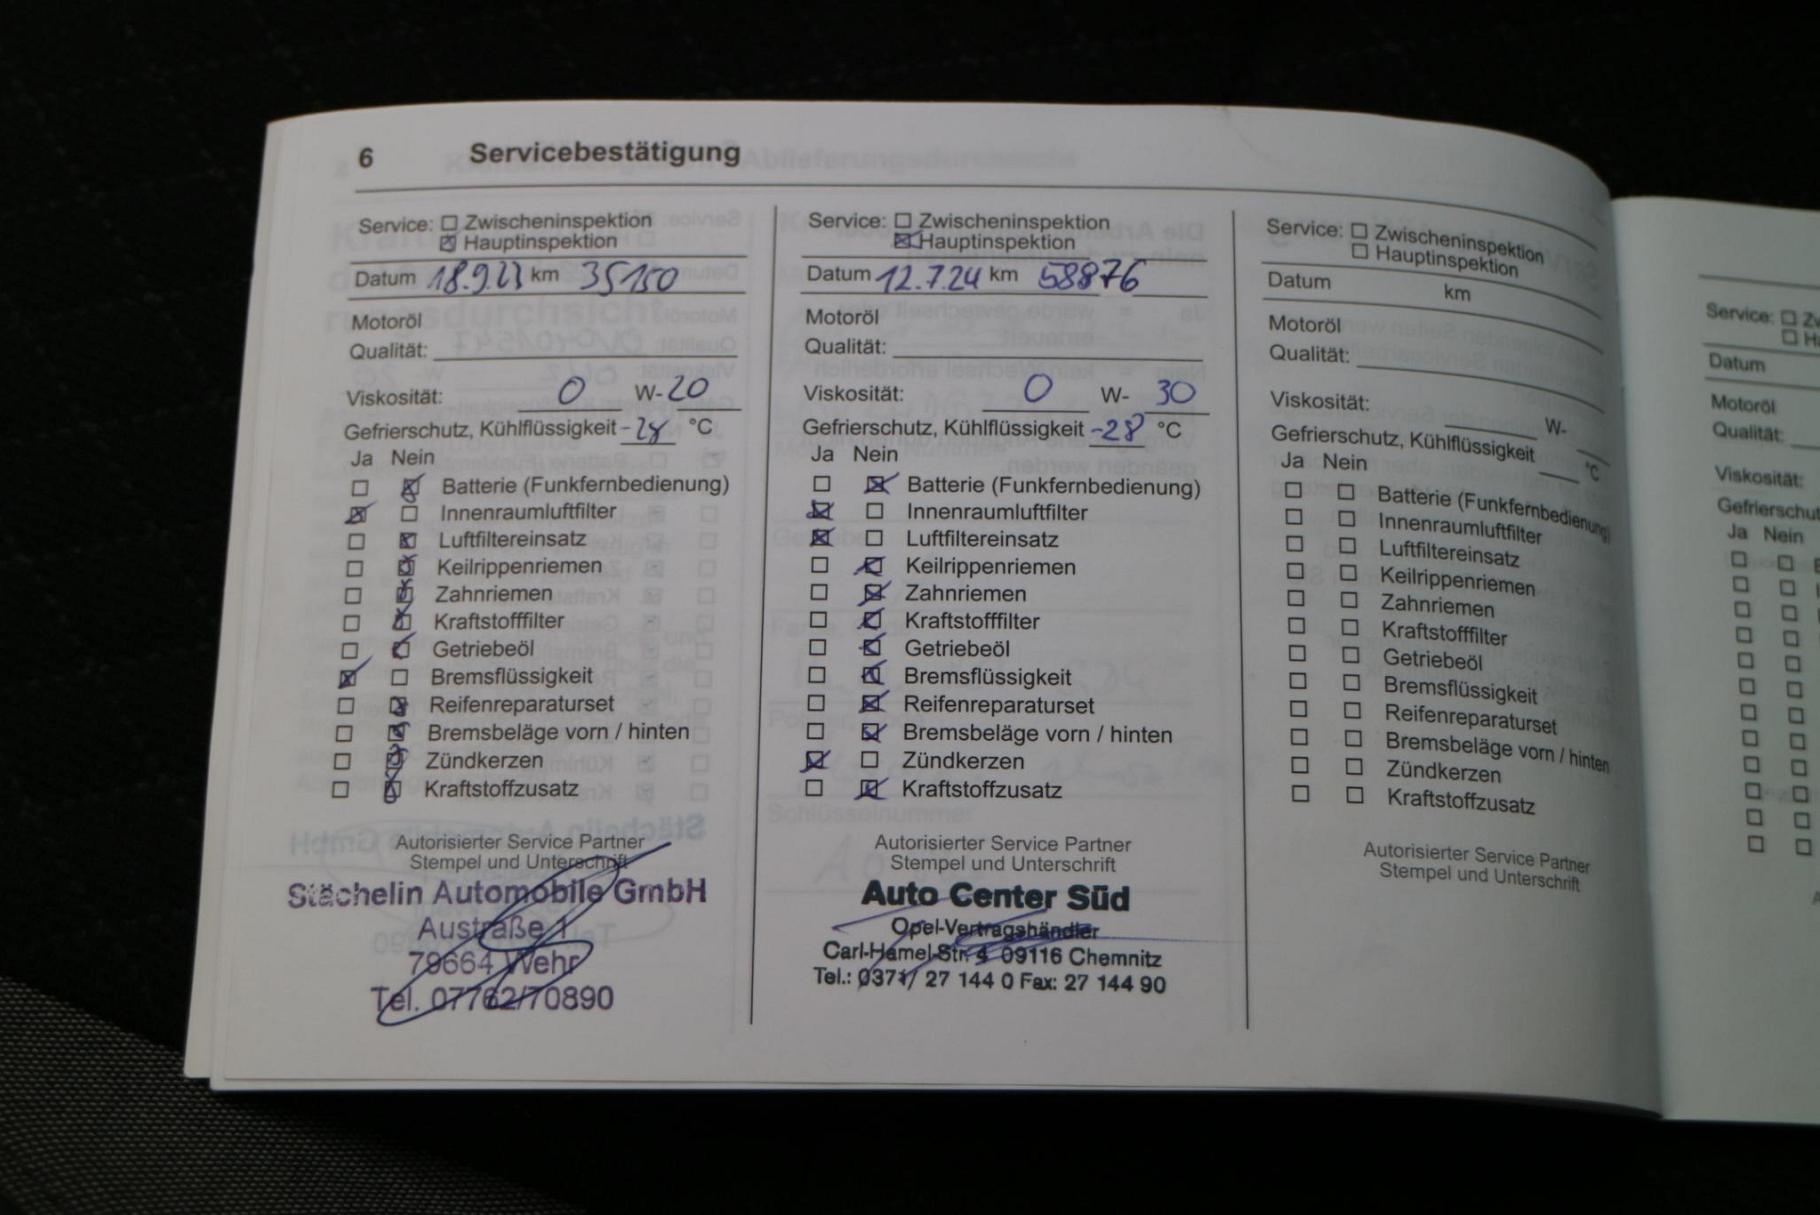 6 Servicebestätigung
Service: ☐ Zwischeninspektion
☒ Hauptinspektion
Datum 18.9.23 km 35150
Motoröl
Qualität:
Viskosität: 0 W-20
Gefrierschutz, Kühlflüssigkeit -28 °C
Ja Nein
☐ ☒ Batterie (Funkfernbedienung)
☒ ☐ Innenraumluftfilter
☐ ☒ Luftfiltereinsatz
☐ ☒ Keilrippenriemen
☐ ☒ Zahnriemen
☐ ☒ Kraftstofffilter
☐ ☒ Getriebeöl
☒ ☐ Bremsflüssigkeit
☐ ☒ Reifenreparaturset
☐ ☒ Bremsbeläge vorn / hinten
☐ ☒ Zündkerzen
☐ ☒ Kraftstoffzusatz
Autorisierter Service Partner
Stempel und Unterschrift
Stächelin Automobile GmbH
Austraße 1
79664 Wehr
Tel. 07762/70890
Service: ☐ Zwischeninspektion
☒ Hauptinspektion
Datum 12.7.24 km 58876
Motoröl
Qualität:
Viskosität: 0 W- 30
Gefrierschutz, Kühlflüssigkeit -28 °C
Ja Nein
☐ ☒ Batterie (Funkfernbedienung)
☒ ☐ Innenraumluftfilter
☒ ☐ Luftfiltereinsatz
☐ ☒ Keilrippenriemen
☐ ☒ Zahnriemen
☐ ☒ Kraftstofffilter
☐ ☒ Getriebeöl
☐ ☒ Bremsflüssigkeit
☐ ☒ Reifenreparaturset
☐ ☒ Bremsbeläge vorn / hinten
☒ ☐ Zündkerzen
☐ ☒ Kraftstoffzusatz
Autorisierter Service Partner
Stempel und Unterschrift
Auto Center Süd
Opel-Vertragshändler
Carl-Hamel-Str. 4 09116 Chemnitz
Tel.: 0371/ 27 144 0 Fax: 27 144 90
Service: ☐ Zwischeninspektion
☐ Hauptinspektion
Datum km
Motoröl
Qualität:
Viskosität: W-
Gefrierschutz, Kühlflüssigkeit °C
Ja Nein
☐ ☐ Batterie (Funkfernbedienung)
☐ ☐ Innenraumluftfilter
☐ ☐ Luftfiltereinsatz
☐ ☐ Keilrippenriemen
☐ ☐ Zahnriemen
☐ ☐ Kraftstofffilter
☐ ☐ Getriebeöl
☐ ☐ Bremsflüssigkeit
☐ ☐ Reifenreparaturset
☐ ☐ Bremsbeläge vorn / hinten
☐ ☐ Zündkerzen
☐ ☐ Kraftstoffzusatz
Autorisierter Service Partner
Stempel und Unterschrift
Service: ☐
Datum
Motoröl
Qualität:
Viskosität:
Ja Nein